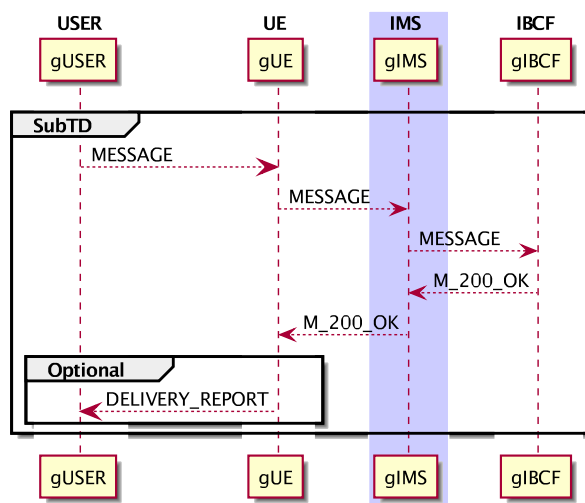 USER UE IMS IBCF
gUSER gUE gIMS gIBCF
SubTD
MESSAGE
MESSAGE
MESSAGE
M_200_OK
M_200_OK
Optional
DELIVERY_REPORT
gUSER gUE gIMS gIBCF